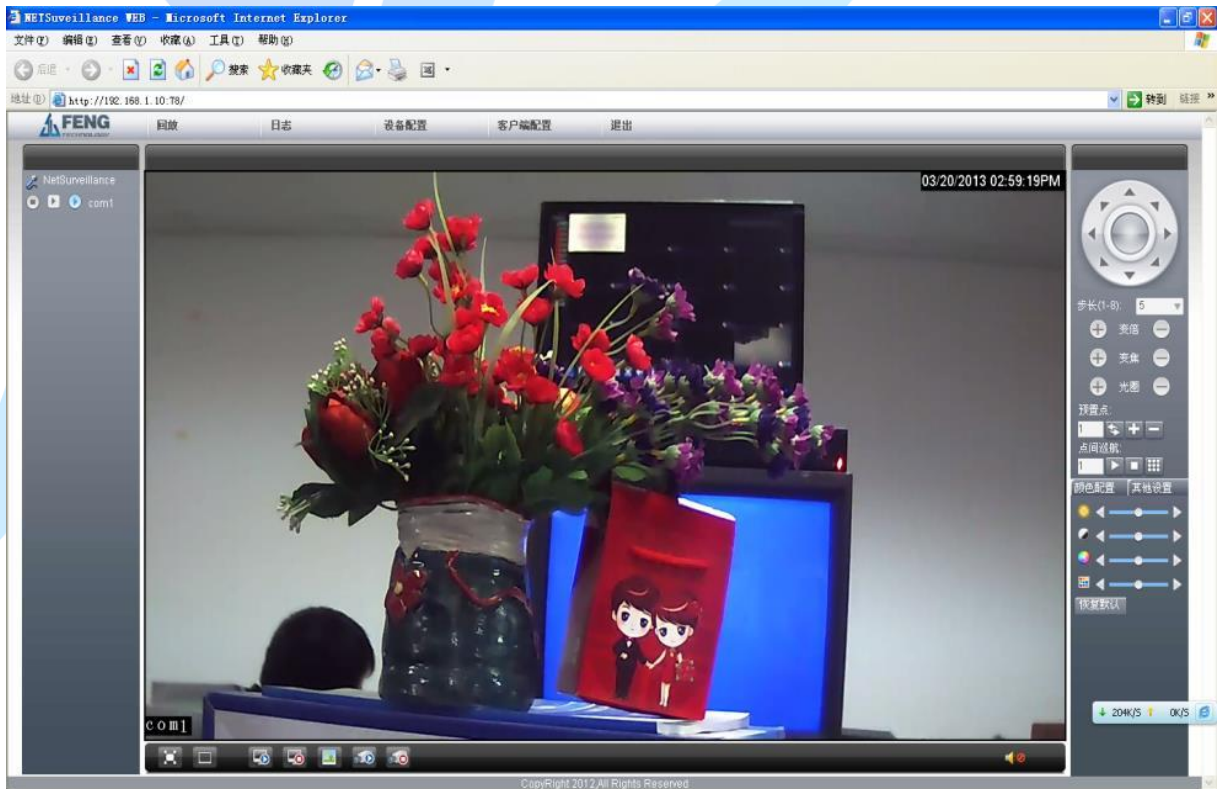 NETSuveillance WEB - Microsoft Internet Explorer
文件(F) 编辑(E) 查看(V) 收藏(A) 工具(T) 帮助(H)
后退 搜索 收藏夹
地址(D) http://192.168.1.10:78/ 转到 链接 »
FENG 回放 日志 设备配置 客户端配置 退出
TECHNOLOGY
NetSurveillance
com1
03/20/2013 02:59:19PM
步长(1-8): 5
变倍
变焦
光圈
预置点:
1
点间巡航:
1
颜色配置 其他设置
恢复默认
204K/S 0K/S
com1
CopyRight 2012,All Rights Reserved